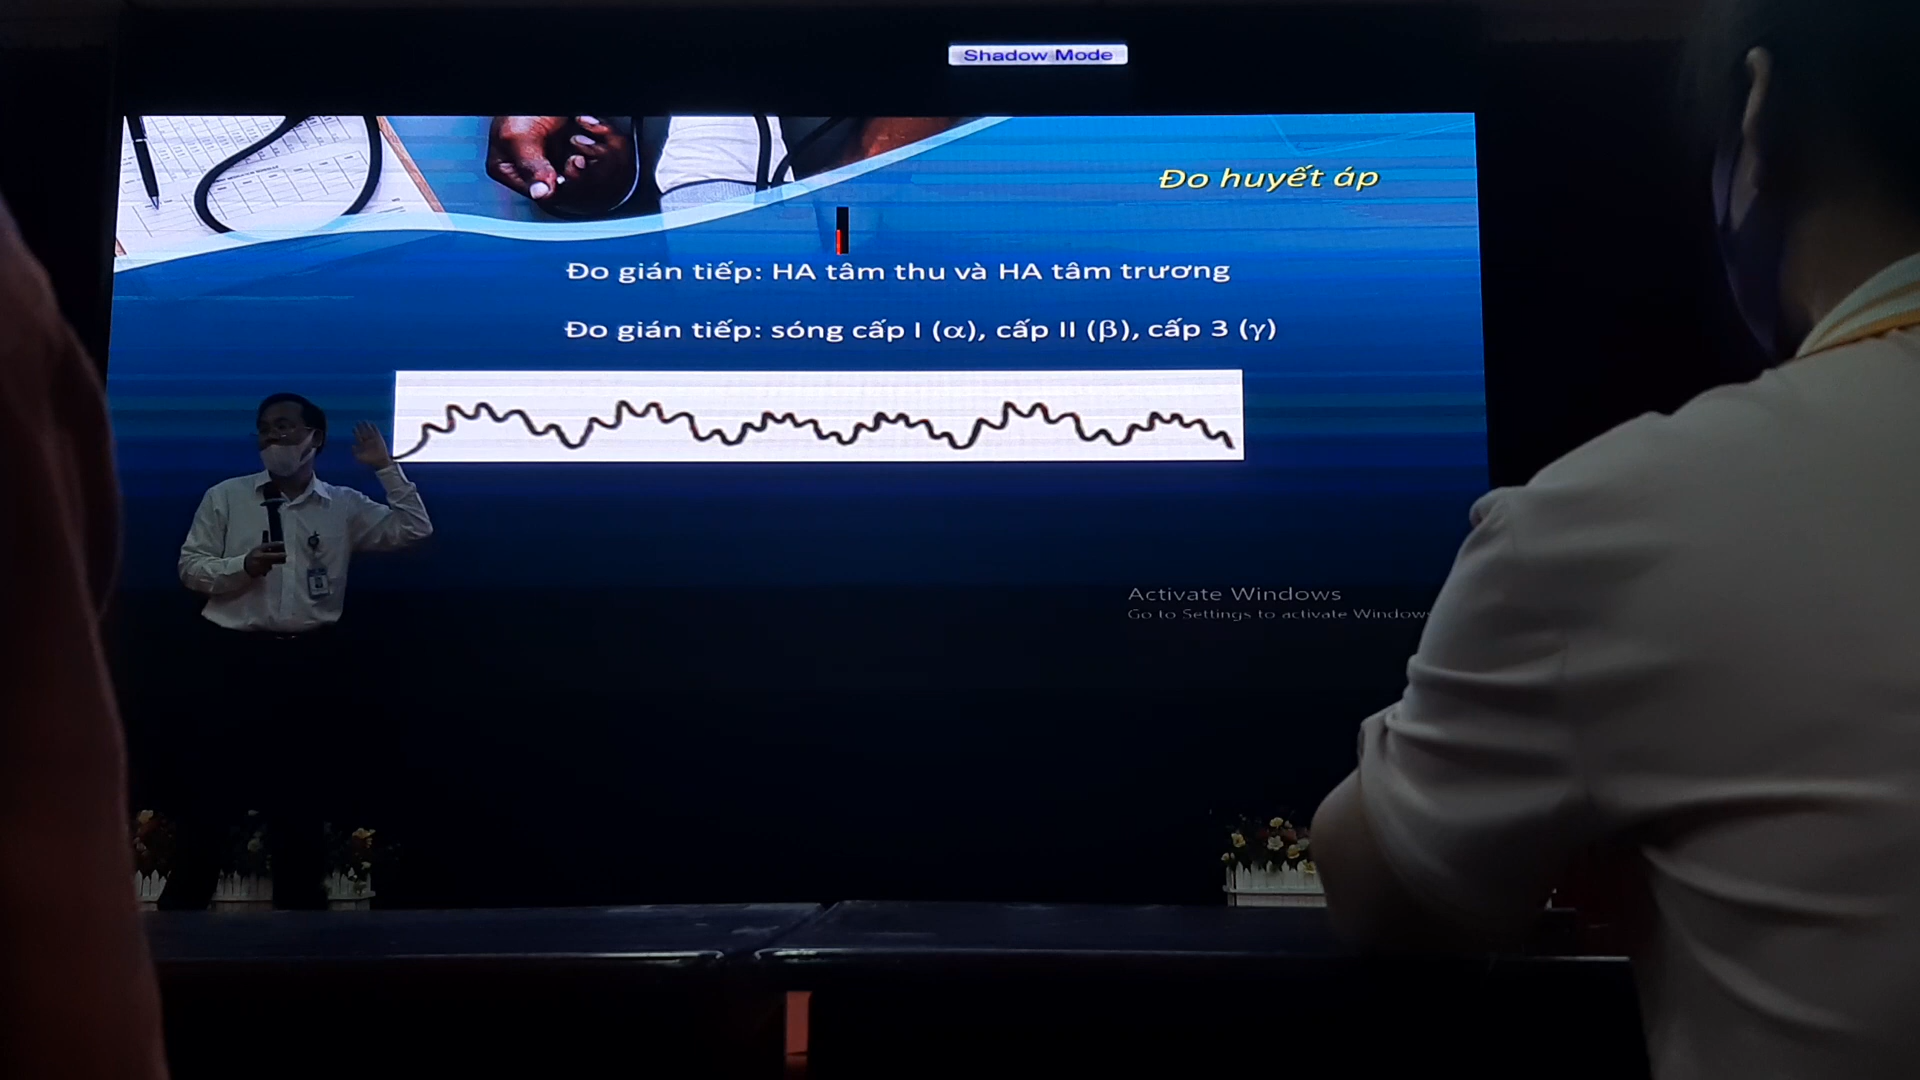 Shadow Mode
Đo huyết áp
Đo gián tiếp: HA tâm thu và HA tâm trương
Đo gián tiếp: sóng cấp I (α), cấp II (β), cấp 3 (γ)
Activate Windows
Go to Settings to activate Windows